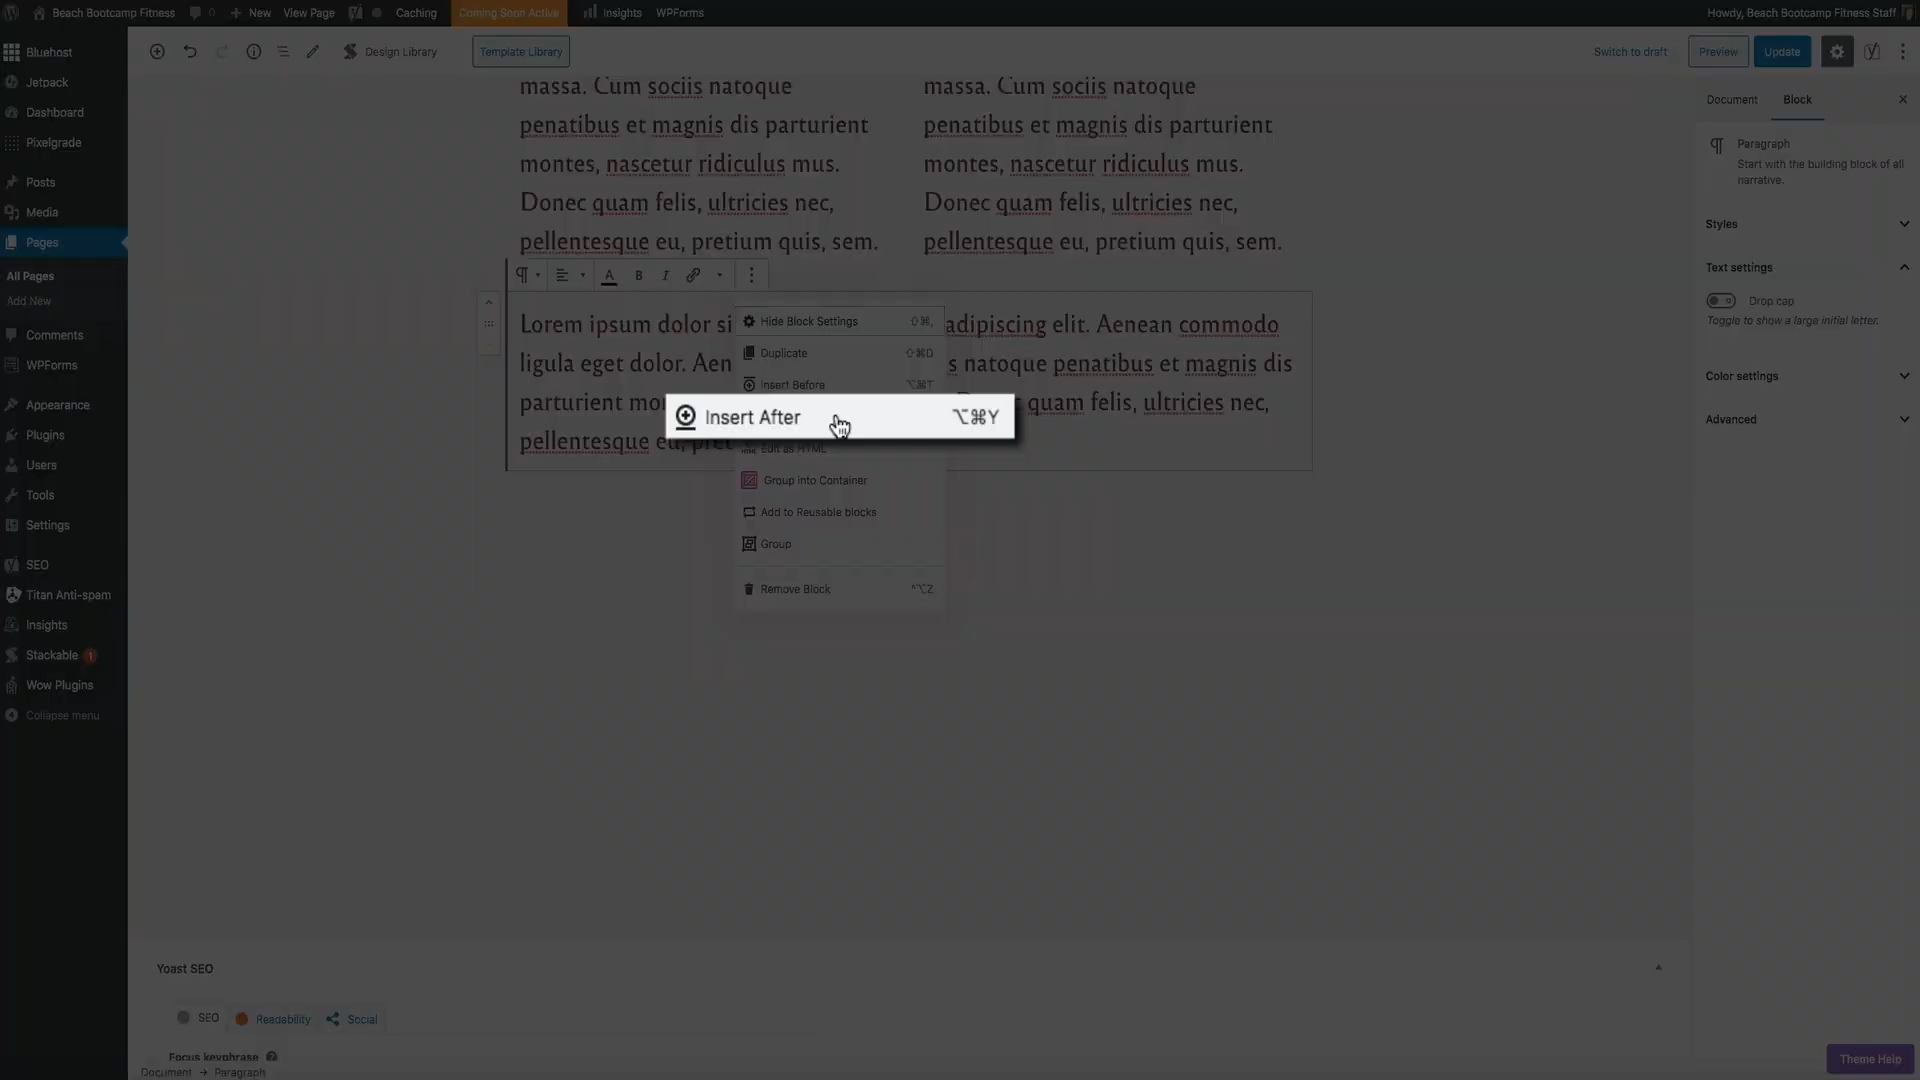 Beach Bootcamp Fitness 0 New View Page Caching Coming Soon Active Insights WPForms Howdy, Beach Bootcamp Fitness Staff
Bluehost
Jetpack
Dashboard
Pixelgrade
Posts
Media
Pages
All Pages
Add New
Comments
WPForms
Appearance
Plugins
Users
Tools
Settings
SEO
Titan Anti-spam
Insights
Stackable 1
Wow Plugins
Collapse menu
Design Library Template Library Switch to draft Preview Update
massa. Cum sociis natoque
penatibus et magnis dis parturient
montes, nascetur ridiculus mus.
Donec quam felis, ultricies nec,
pellentesque eu, pretium quis, sem.
massa. Cum sociis natoque
penatibus et magnis dis parturient
montes, nascetur ridiculus mus.
Donec quam felis, ultricies nec,
pellentesque eu, pretium quis, sem.
A B I
Lorem ipsum dolor si adipiscing elit. Aenean commodo
ligula eget dolor. Aen s natoque penatibus et magnis dis
parturient mo quam felis, ultricies nec,
pellentesque eu, pret
Hide Block Settings ⇧⌘,
Duplicate ⇧⌘D
Insert Before ⌥⌘T
Insert After ⌥⌘Y
Edit as HTML
Group into Container
Add to Reusable blocks
Group
Remove Block ^⌥Z
Document Block
Paragraph
Start with the building block of all
narrative.
Styles
Text settings
Drop cap
Toggle to show a large initial letter.
Color settings
Advanced
Yoast SEO
SEO Readability Social
Focus keyphrase
Document → Paragraph
Theme Help